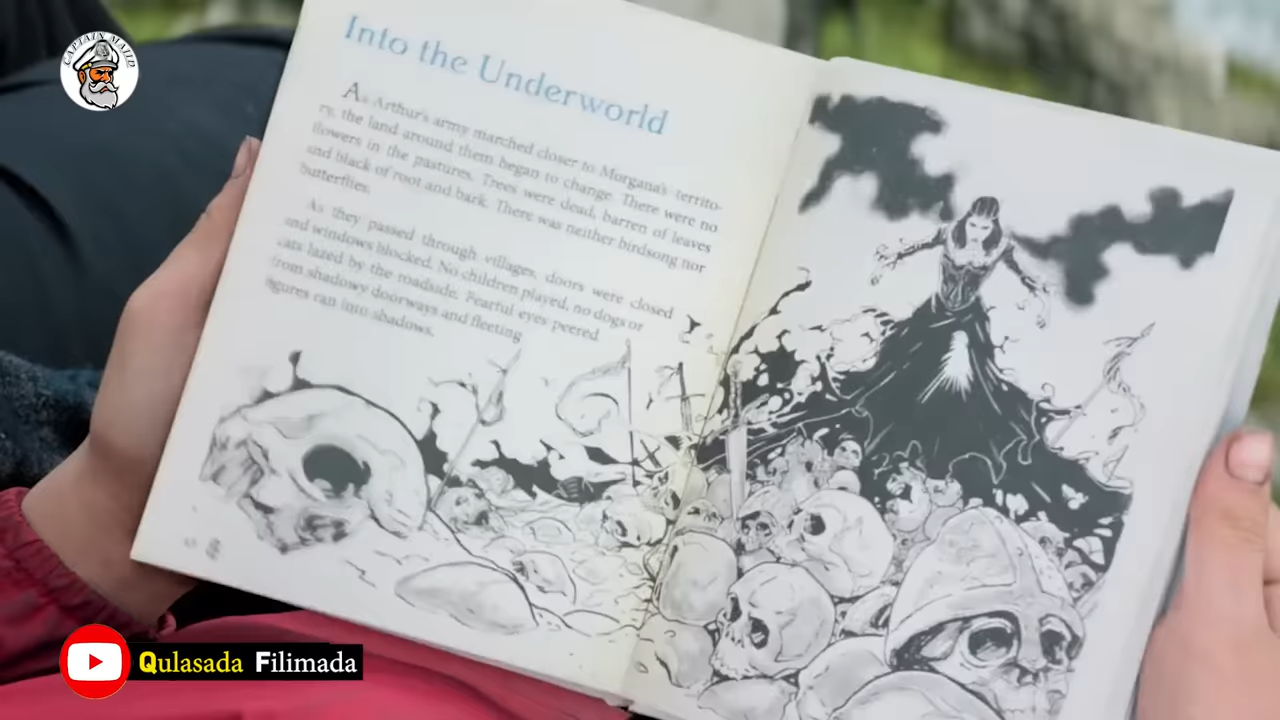 CAPTAIN MAJID
Into the Underworld
As Arthur's army marched closer to Morgana's territo-
ry, the land around them began to change. There were no
flowers in the pastures. Trees were dead, barren of leaves
and black of root and bark. There was neither birdsong nor
butterflies.
As they passed through villages, doors were closed
and windows blocked. No children played, no dogs or
cats lazed by the roadside. Fearful eyes peered
from shadowy doorways and fleeting
figures ran into shadows.
Qulasada Filimada